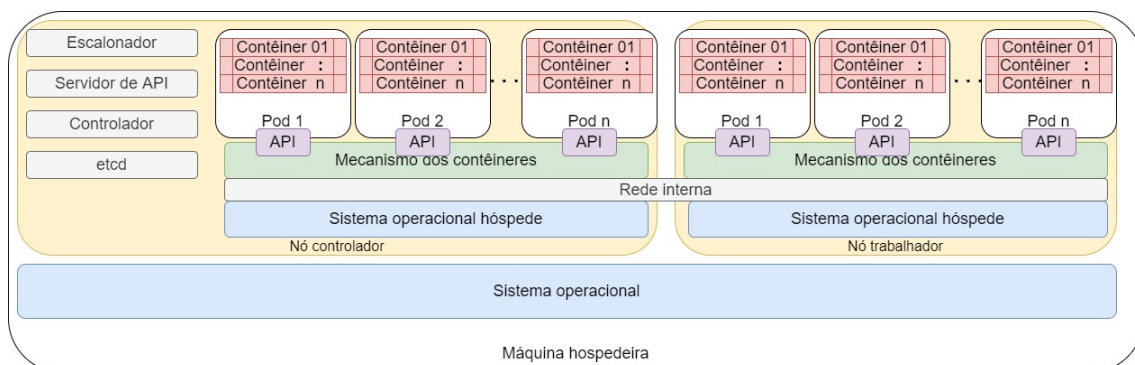 Escalonador
Servidor de API
Controlador
etcd
Contêiner 01
Contêiner :
Contêiner n
Pod 1
API
Contêiner 01
Contêiner :
Contêiner n
Pod 2
API
...
Contêiner 01
Contêiner :
Contêiner n
Pod n
API
Mecanismo dos contêineres
Sistema operacional hóspede
Nó controlador
Contêiner 01
Contêiner :
Contêiner n
Pod 1
API
Contêiner 01
Contêiner :
Contêiner n
Pod 2
API
...
Contêiner 01
Contêiner :
Contêiner n
Pod n
API
Mecanismo dos contêineres
Rede interna
Sistema operacional hóspede
Nó trabalhador
Sistema operacional
Máquina hospedeira